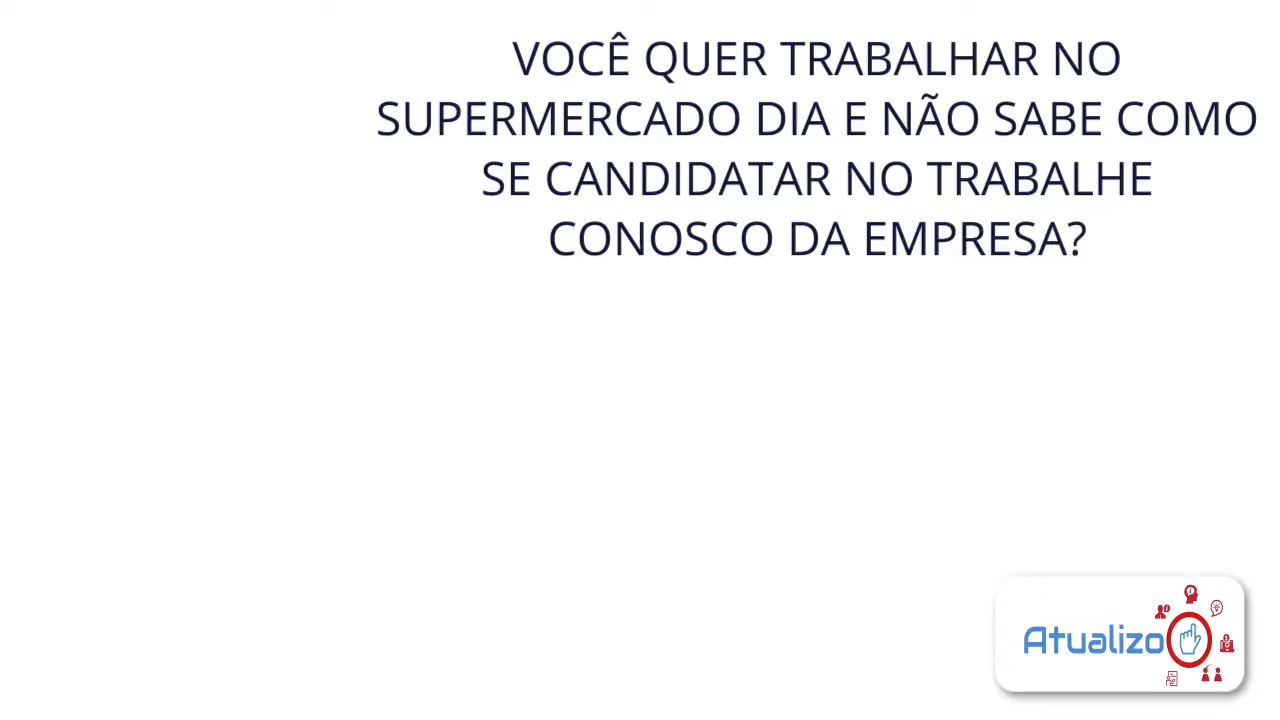 VOCÊ QUER TRABALHAR NO
SUPERMERCADO DIA E NÃO SABE COMO
SE CANDIDATAR NO TRABALHE
CONOSCO DA EMPRESA?
Atualizo